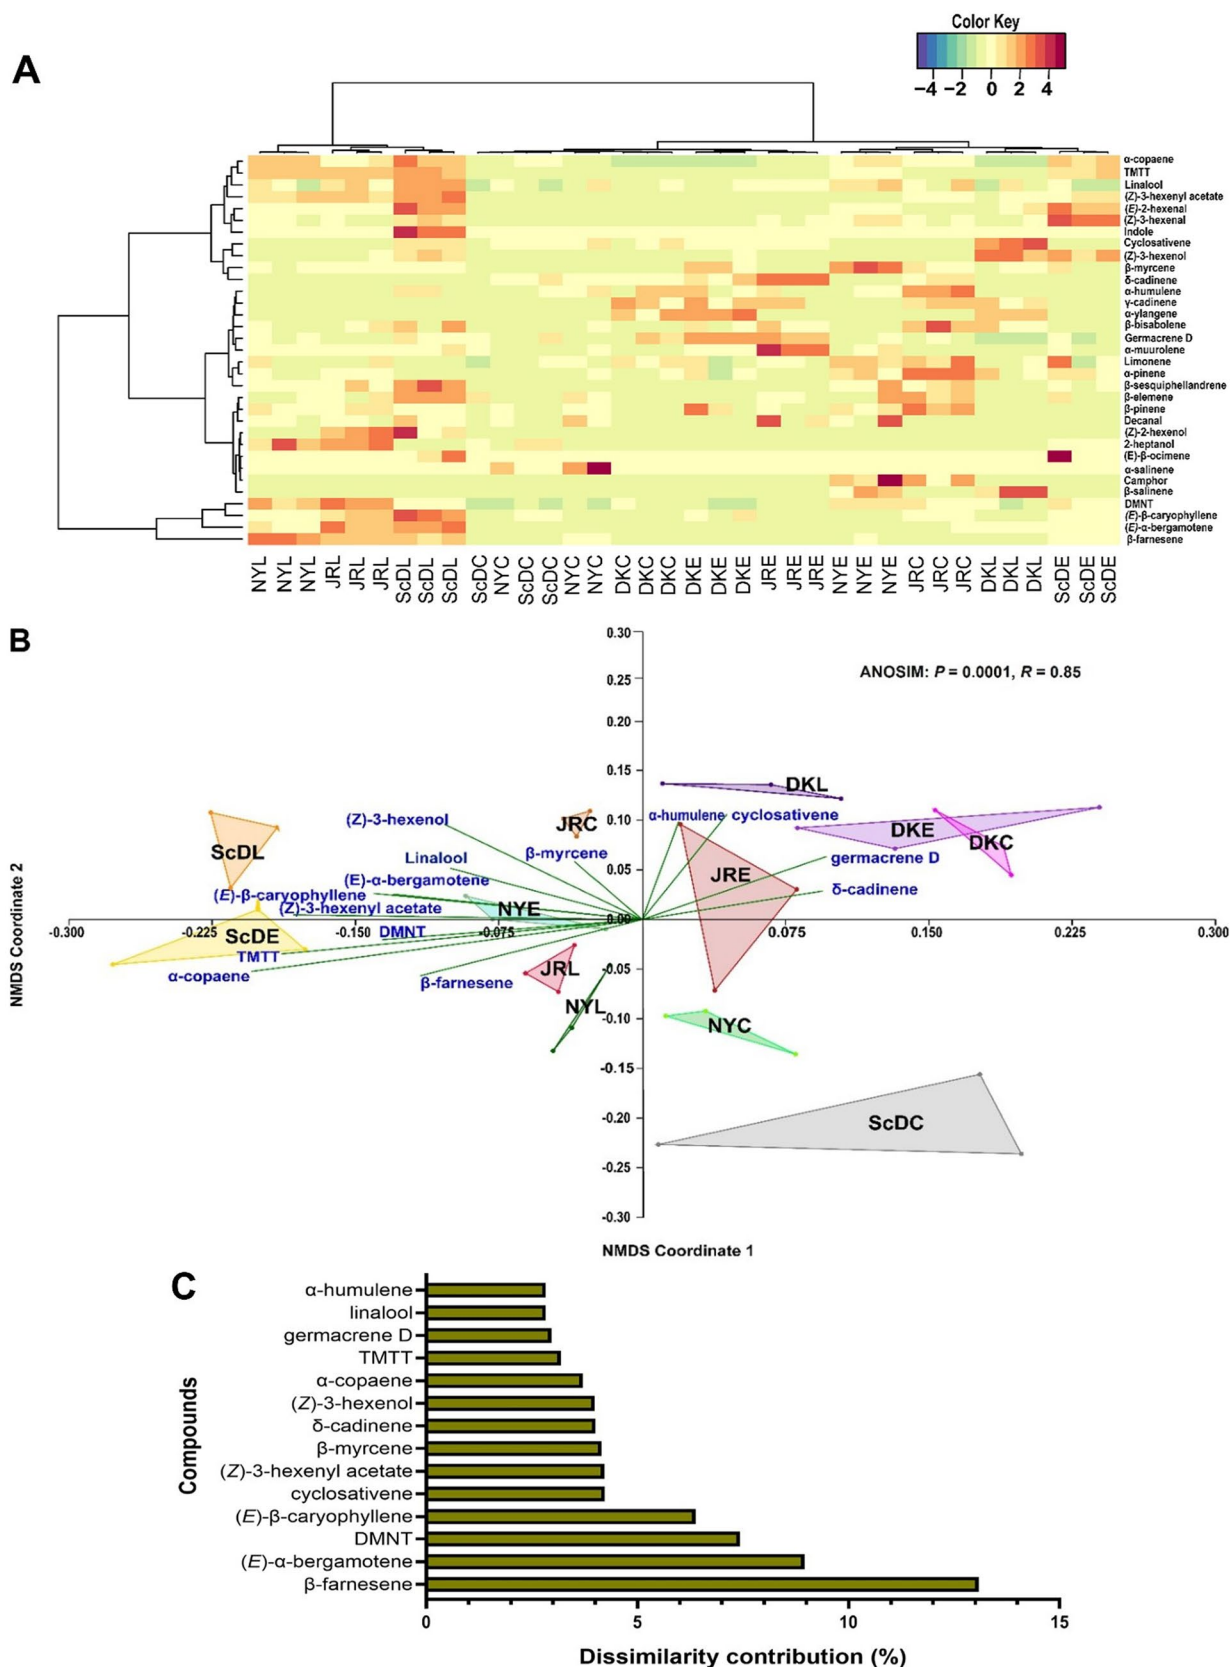 A
Color Key
−4 −2 0 2 4
α-copaene
TMTT
Linalool
(Z)-3-hexenyl acetate
(E)-2-hexenal
(Z)-3-hexenal
Indole
Cyclosativene
(Z)-3-hexenol
β-myrcene
δ-cadinene
α-humulene
γ-cadinene
α-ylangene
β-bisabolene
Germacrene D
α-muurolene
Limonene
α-pinene
β-sesquiphellandrene
β-elemene
β-pinene
Decanal
(Z)-2-hexenol
2-heptanol
(E)-β-ocimene
α-salinene
Camphor
β-salinene
DMNT
(E)-β-caryophyllene
(E)-α-bergamotene
β-farnesene
NYL NYL NYL JRL JRL JRL ScDL ScDL ScDL ScDC NYC ScDC ScDC NYC NYC DKC DKC DKC DKE DKE DKE JRE JRE JRE NYE NYE NYE JRC JRC JRC DKL DKL DKL ScDE ScDE ScDE
B
ANOSIM: P = 0.0001, R = 0.85
0.30
0.25
0.20
0.15
0.10
0.05
0.00
-0.05
-0.10
-0.15
-0.20
-0.25
-0.30
-0.300 -0.225 -0.150 -0.075 0.075 0.150 0.225 0.300
NMDS Coordinate 2
DKL
DKE
DKC
JRE
JRC
ScDL
NYE
ScDE
JRL
NYL
NYC
ScDC
(Z)-3-hexenol
Linalool
β-myrcene
(E)-α-bergamotene
(E)-β-caryophyllene
(Z)-3-hexenyl acetate
DMNT
TMTT
α-copaene
β-farnesene
α-humulene
cyclosativene
germacrene D
δ-cadinene
NMDS Coordinate 1
C
Compounds
α-humulene
linalool
germacrene D
TMTT
α-copaene
(Z)-3-hexenol
δ-cadinene
β-myrcene
(Z)-3-hexenyl acetate
cyclosativene
(E)-β-caryophyllene
DMNT
(E)-α-bergamotene
β-farnesene
0 5 10 15
Dissimilarity contribution (%)